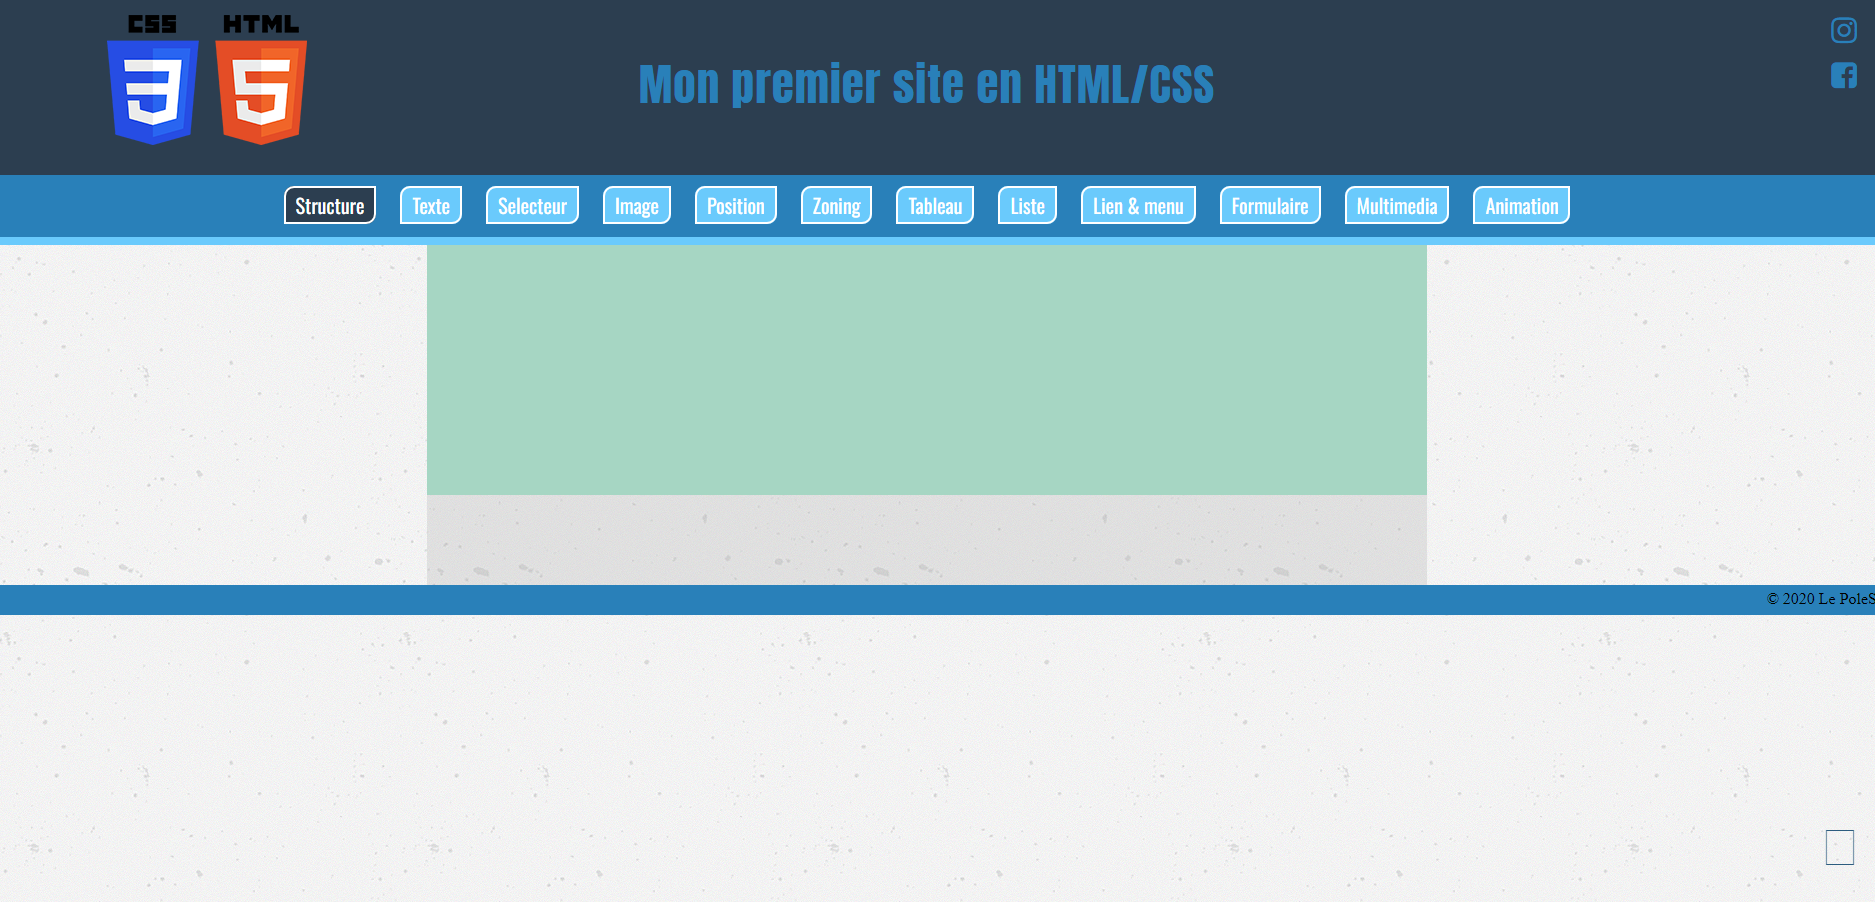 CSS HTML
Mon premier site en HTML/CSS
Structure Texte Selecteur Image Position Zoning Tableau Liste Lien & menu Formulaire Multimedia Animation
© 2020 Le PoleS